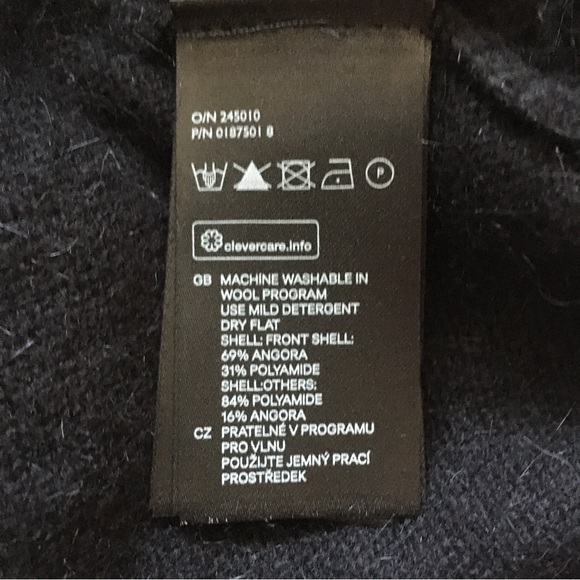 O/N 245010
P/N 0187501 8
P
clevercare.info
GB MACHINE WASHABLE IN
WOOL PROGRAM
USE MILD DETERGENT
DRY FLAT
SHELL: FRONT SHELL:
69% ANGORA
31% POLYAMIDE
SHELL:OTHERS:
84% POLYAMIDE
16% ANGORA
CZ PRATELNÉ V PROGRAMU
PRO VLNU
POUŽIJTE JEMNÝ PRACÍ
PROSTŘEDEK